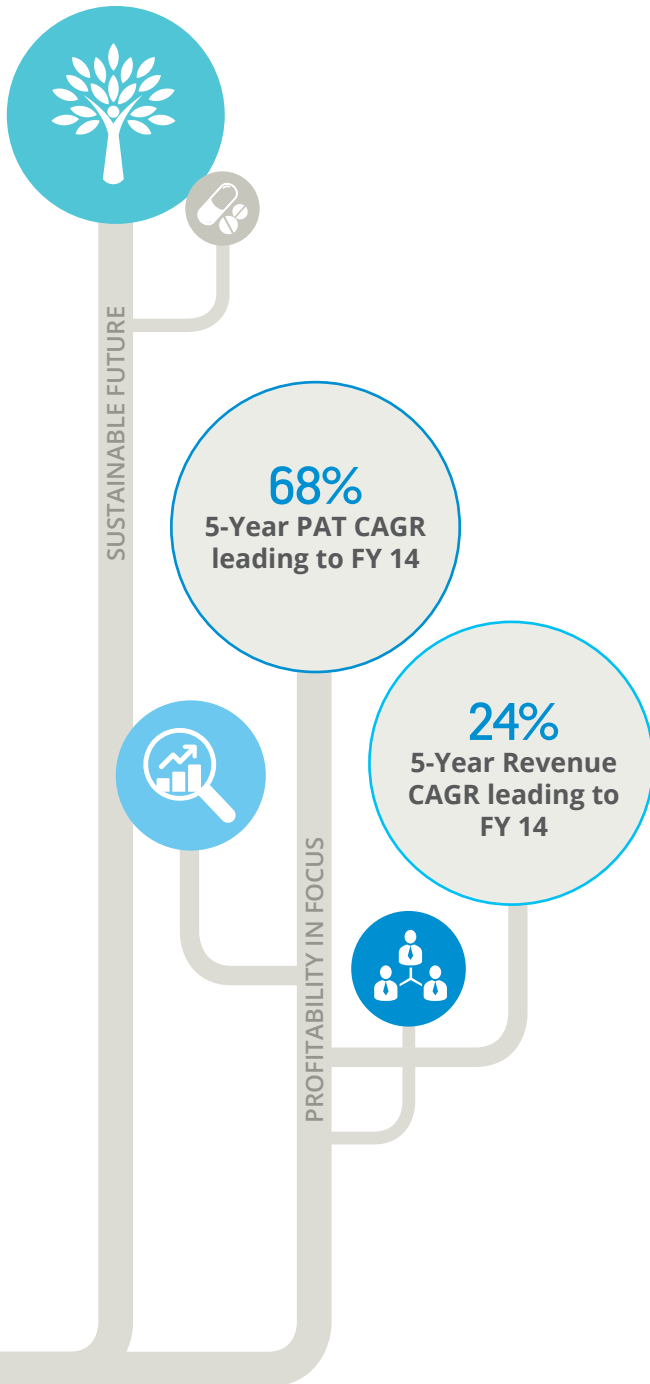 SUSTAINABLE FUTURE
68%
5-Year PAT CAGR
leading to FY 14
24%
5-Year Revenue
CAGR leading to
FY 14
PROFITABILITY IN FOCUS